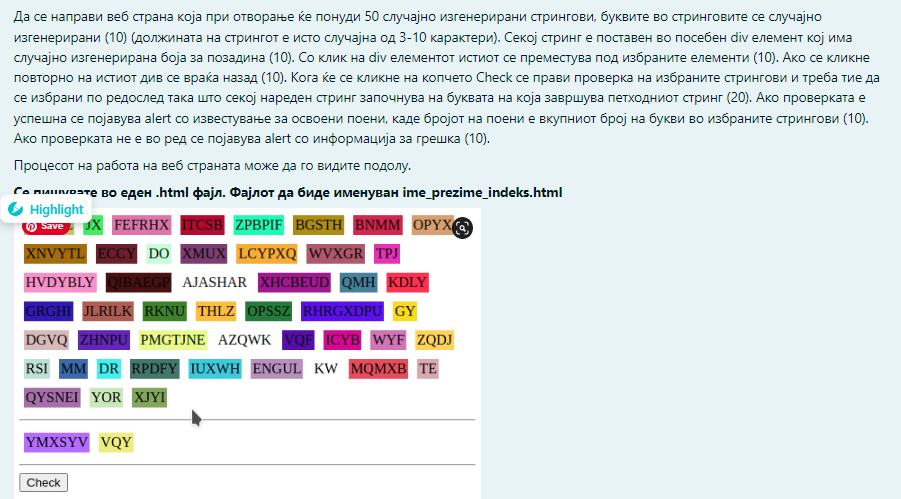 Да се направи веб страна која при отворање ќе понуди 50 случајно изгенерирани стрингови, буквите во стринговите се случајно
изгенерирани (10) (должината на стрингот е исто случајна од 3-10 карактери). Секој стринг е поставен во посебен div елемент кој има
случајно изгенерирана боја за позадина (10). Со клик на div елементот истиот се преместува под избраните елементи (10). Ако се кликне
повторно на истиот див се враќа назад (10). Кога ќе се кликне на копчето Check се прави проверка на избраните стрингови и треба тие да
се избрани по редослед така што секој нареден стринг започнува на буквата на која завршува петходниот стринг (20). Ако проверката е
успешна се појавува alert со известување за освоени поени, каде бројот на поени е вкупниот број на букви во избраните стрингови (10).
Ако проверката не е во ред се појавува alert со информација за грешка (10).
Процесот на работа на веб страната може да го видите подолу.
Се пишувате во еден .html фајл. Фајлот да биде именуван ime_prezime_indeks.html
Highlight
Save JX FEFRHX ITCSB ZPBPIF BGSTH BNMM OPYX
XNVYTL ECCY DO XMUX LCYPXQ WVXGR TPJ
HVDYBLY QIBAEGP AJASHAR XHCBEUD QMH KDLY
GRGHI JLRILK RKNU THLZ OPSSZ RHRGXDPU GY
DGVQ ZHNPU PMGTJNE AZQWK VQF ICYB WYF ZQDJ
RSI MM DR RPDFY IUXWH ENGUL KW MQMXB TE
QYSNEI YOR XJYI
YMXSYV VQY
Check